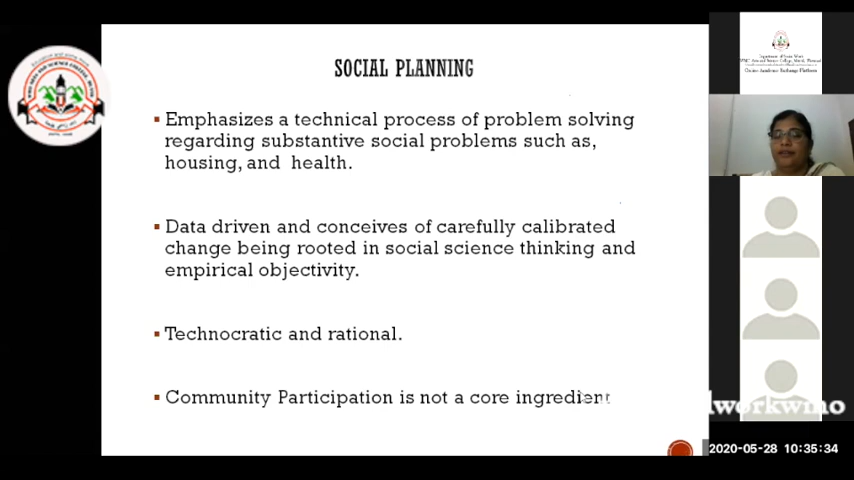 SOCIAL PLANNING
▪ Emphasizes a technical process of problem solving
regarding substantive social problems such as,
housing, and health.
▪ Data driven and conceives of carefully calibrated
change being rooted in social science thinking and
empirical objectivity.
▪ Technocratic and rational.
▪ Community Participation is not a core ingredient
lworkwmo
2020-05-28 10:35:34